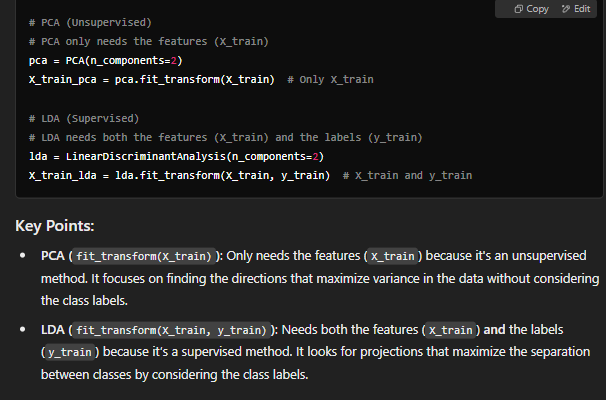 Copy Edit
# PCA (Unsupervised)
# PCA only needs the features (X_train)
pca = PCA(n_components=2)
X_train_pca = pca.fit_transform(X_train)  # Only X_train
# LDA (Supervised)
# LDA needs both the features (X_train) and the labels (y_train)
lda = LinearDiscriminantAnalysis(n_components=2)
X_train_lda = lda.fit_transform(X_train, y_train)  # X_train and y_train
Key Points:
• PCA (fit_transform(X_train)): Only needs the features (X_train) because it's an unsupervised
method. It focuses on finding the directions that maximize variance in the data without considering
the class labels.
• LDA (fit_transform(X_train, y_train)): Needs both the features (X_train) and the labels
(y_train) because it's a supervised method. It looks for projections that maximize the separation
between classes by considering the class labels.